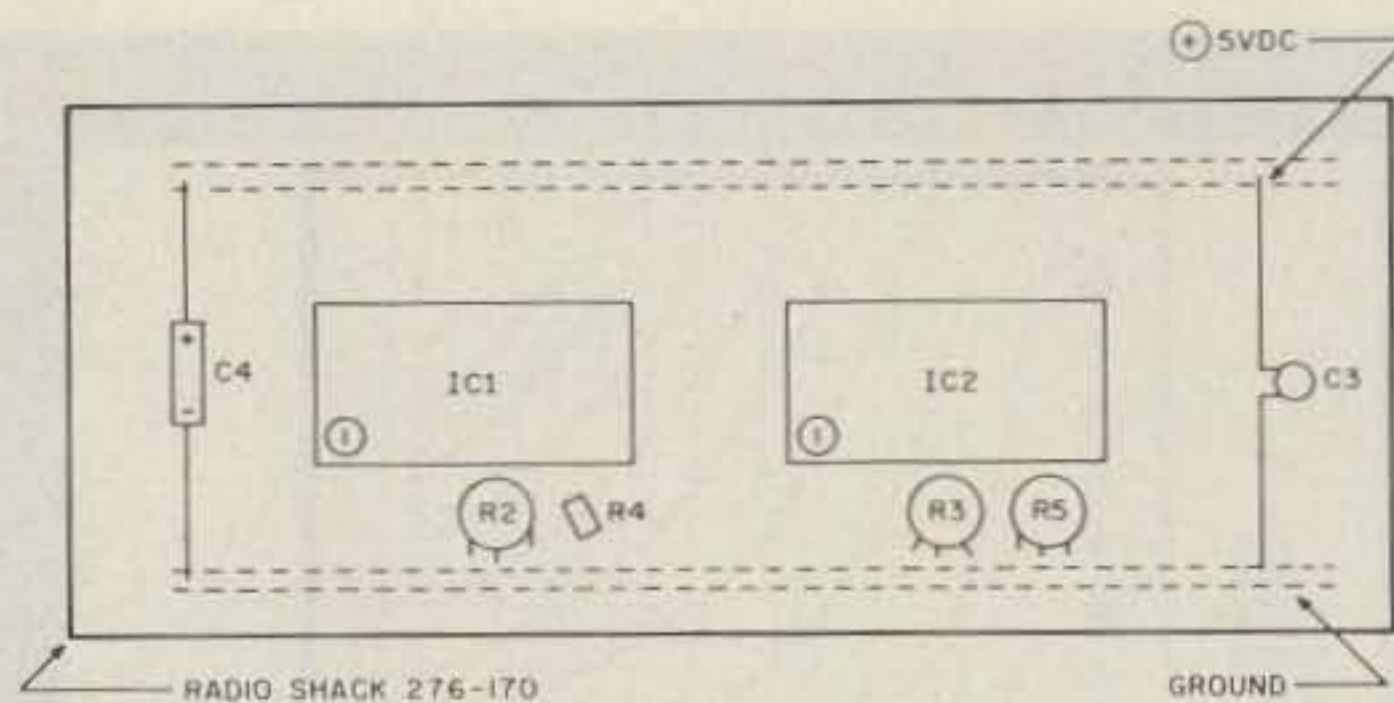 + 5VDC
+
C4
-
IC1
1
IC2
1
C3
R2
R4
R3
R5
RADIO SHACK 276-170
GROUND